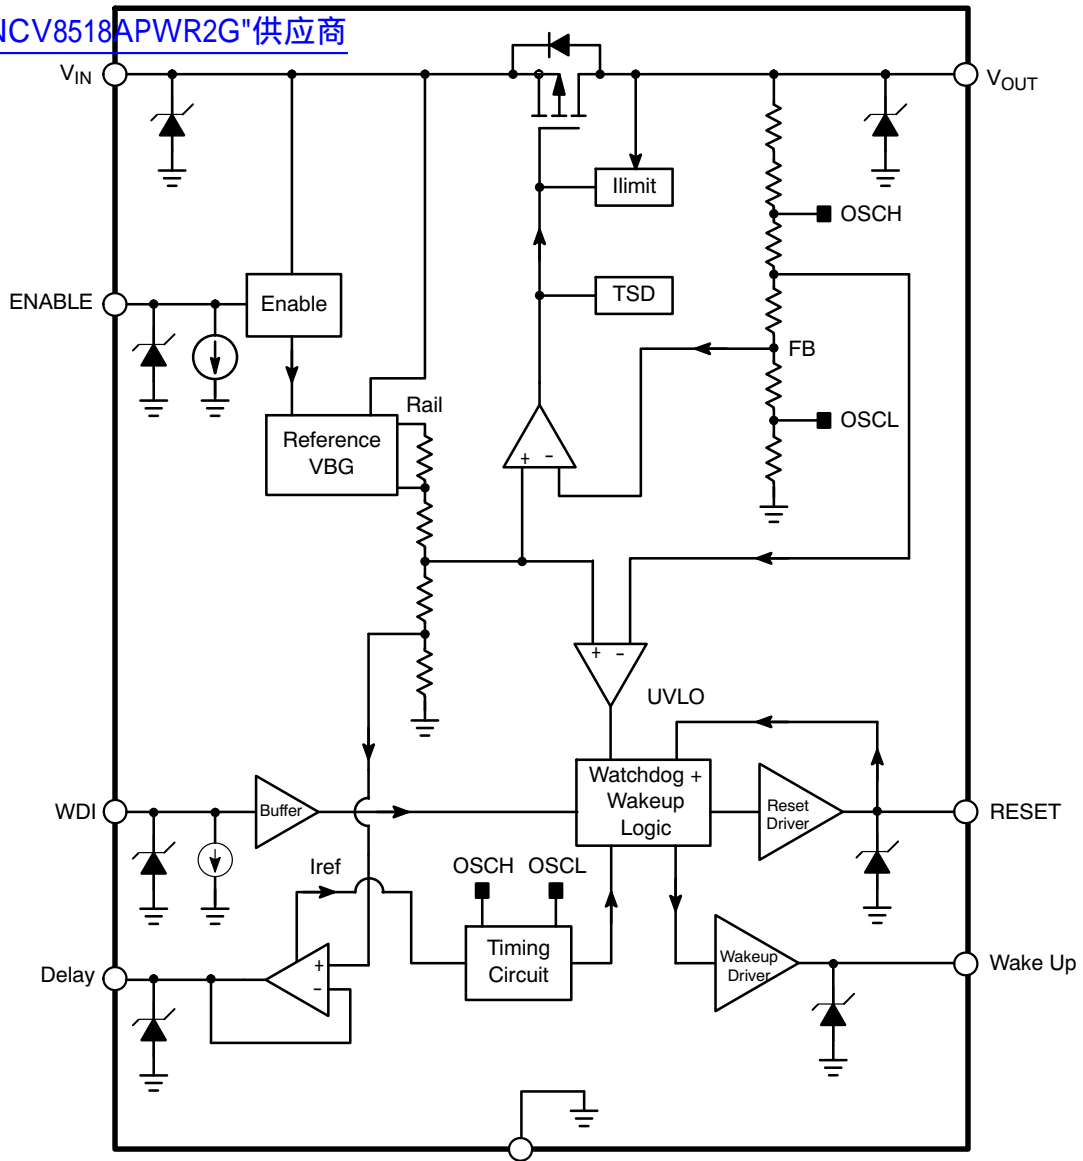 NCV8518APWR2G"供应商
VIN
VOUT
Ilimit
OSCH
ENABLE
Enable
TSD
FB
Rail
OSCL
Reference
VBG
+ −
+ −
UVLO
WDI
Buffer
Watchdog +
Wakeup
Logic
Reset
Driver
RESET
Iref
OSCH
OSCL
Delay
+
−
Timing
Circuit
Wakeup
Driver
Wake Up